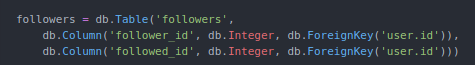 followers = db.Table('followers',
    db.Column('follower_id', db.Integer, db.ForeignKey('user.id')),
    db.Column('followed_id', db.Integer, db.ForeignKey('user.id')))